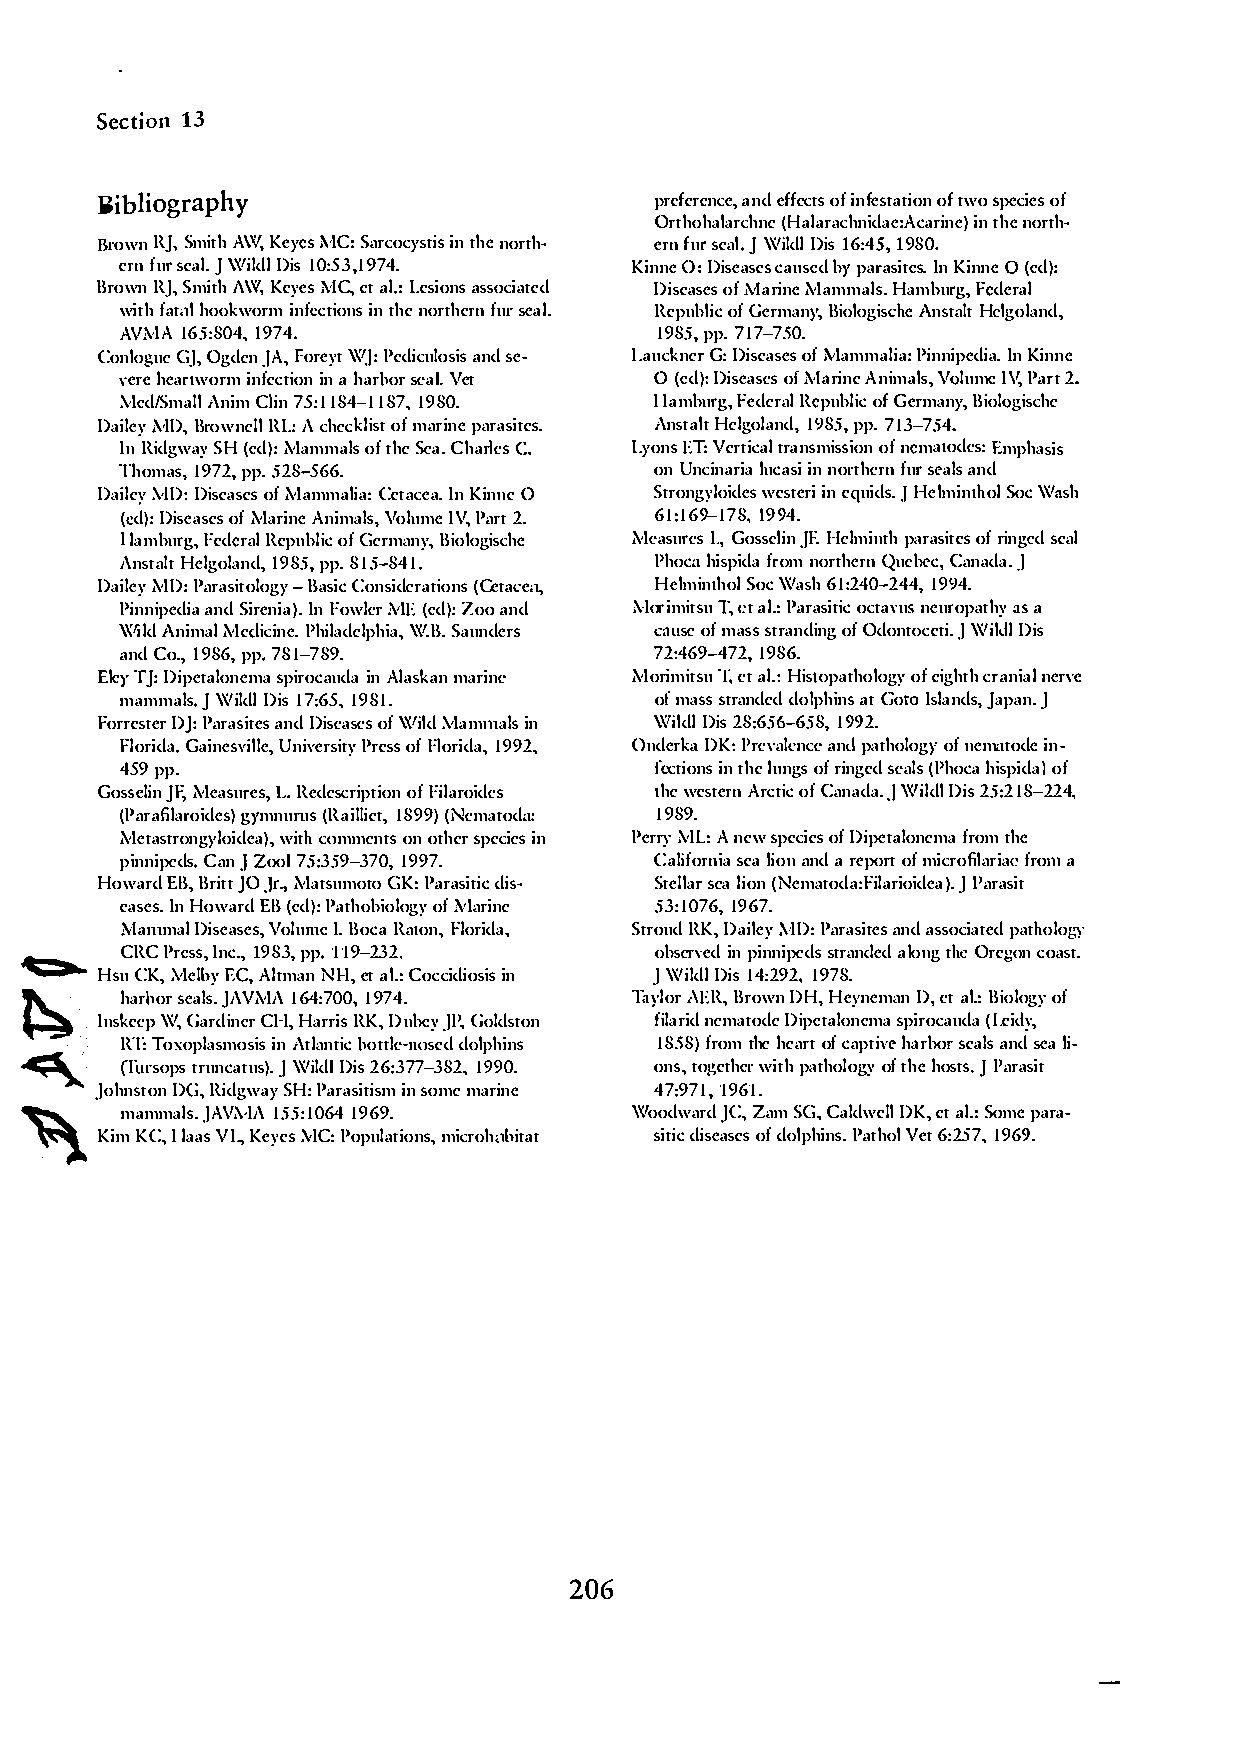 Section 13
Bibliography
Brown RJ, Smith AW, Keyes MC: Sarcocystis in the north-
ern fur seal. J Wildl Dis 10:53,1974.
Brown RJ, Smith AW, Keyes MC, et al.: Lesions associated
with fatal hookworm infections in the northern fur seal.
AVMA 165:804, 1974.
Conlogue GJ, Ogden JA, Foreyt WJ: Pediculosis and se-
vere heartworm infection in a harbor seal. Vet
Med/Small Anim Clin 75:1184–1187, 1980.
Dailey MD, Brownell RL: A checklist of marine parasites.
In Ridgway SH (ed): Mammals of the Sea. Charles C.
Thomas, 1972, pp. 528–566.
Dailey MD: Diseases of Mammalia: Cetacea. In Kinne O
(ed): Diseases of Marine Animals, Volume IV, Part 2.
Hamburg, Federal Republic of Germany, Biologische
Anstalt Helgoland, 1985, pp. 815–841.
Dailey MD: Parasitology – Basic Considerations (Cetacea,
Pinnipedia and Sirenia). In Fowler ME (ed): Zoo and
Wild Animal Medicine. Philadelphia, W.B. Saunders
and Co., 1986, pp. 781–789.
Eley TJ: Dipetalonema spirocauda in Alaskan marine
mammals. J Wildl Dis 17:65, 1981.
Forrester DJ: Parasites and Diseases of Wild Mammals in
Florida. Gainesville, University Press of Florida, 1992,
459 pp.
Gosselin JF, Measures, L. Redescription of Filaroides
(Parafilaroides) gymnurus (Railliet, 1899) (Nematoda:
Metastrongyloidea), with comments on other species in
pinnipeds. Can J Zool 75:359–370, 1997.
Howard EB, Britt JO Jr., Matsumoto GK: Parasitic dis-
eases. In Howard EB (ed): Pathobiology of Marine
Mammal Diseases, Volume I. Boca Raton, Florida,
CRC Press, Inc., 1983, pp. 119–232.
Hsu CK, Melby EC, Altman NH, et al.: Coccidiosis in
harbor seals. JAVMA 164:700, 1974.
Inskeep W, Gardiner CH, Harris RK, Dubey JP, Goldston
RT: Toxoplasmosis in Atlantic bottle-nosed dolphins
(Tursops truncatus). J Wildl Dis 26:377–382, 1990.
Johnston DG, Ridgway SH: Parasitism in some marine
mammals. JAVMA 155:1064 1969.
Kim KC, Haas VL, Keyes MC: Populations, microhabitat
preference, and effects of infestation of two species of
Orthohalarchne (Halarachnidae:Acarine) in the north-
ern fur seal. J Wildl Dis 16:45, 1980.
Kinne O: Diseases caused by parasites. In Kinne O (ed):
Diseases of Marine Mammals. Hamburg, Federal
Republic of Germany, Biologische Anstalt Helgoland,
1985, pp. 717–750.
Lauckner G: Diseases of Mammalia: Pinnipedia. In Kinne
O (ed): Diseases of Marine Animals, Volume IV, Part 2.
Hamburg, Federal Republic of Germany, Biologische
Anstalt Helgoland, 1985, pp. 713–754.
Lyons ET: Vertical transmission of nematodes: Emphasis
on Uncinaria lucasi in northern fur seals and
Strongyloides westeri in equids. J Helminthol Soc Wash
61:169–178, 1994.
Measures L, Gosselin JF. Helminth parasites of ringed seal
Phoca hispida from northern Quebec, Canada. J
Helminthol Soc Wash 61:240–244, 1994.
Morimitsu T, et al.: Parasitic octavus neuropathy as a
cause of mass stranding of Odontoceti. J Wildl Dis
72:469–472, 1986.
Morimitsu T, et al.: Histopathology of eighth cranial nerve
of mass stranded dolphins at Goto Islands, Japan. J
Wildl Dis 28:656–658, 1992.
Onderka DK: Prevalence and pathology of nematode in-
fections in the lungs of ringed seals (Phoca hispida) of
the western Arctic of Canada. J Wildl Dis 25:218–224,
1989.
Perry ML: A new species of Dipetalonema from the
California sea lion and a report of microfilariae from a
Stellar sea lion (Nematoda:Filarioidea). J Parasit
53:1076, 1967.
Stroud RK, Dailey MD: Parasites and associated pathology
observed in pinnipeds stranded along the Oregon coast.
J Wildl Dis 14:292, 1978.
Taylor AER, Brown DH, Heyneman D, et al.: Biology of
filarid nematode Dipetalonema spirocauda (Leidy,
1858) from the heart of captive harbor seals and sea li-
ons, together with pathology of the hosts. J Parasit
47:971, 1961.
Woodward JC, Zam SG, Caldwell DK, et al.: Some para-
sitic diseases of dolphins. Pathol Vet 6:257, 1969.
206